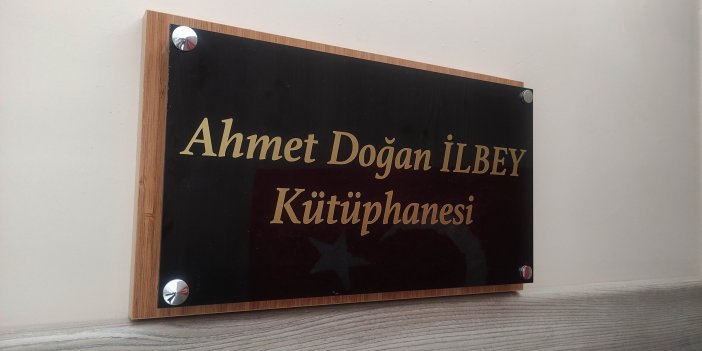 Ahmet Doğan İLBEY
Kütüphanesi